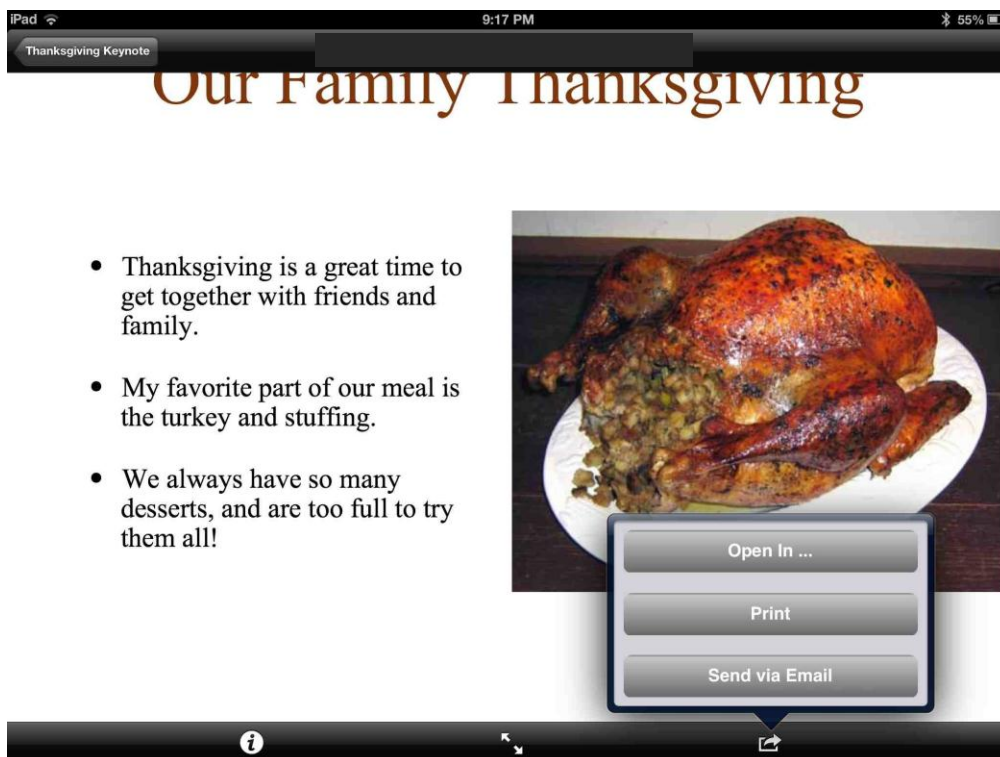 iPad 9:17 PM 55%
Thanksgiving Keynote
Our Family Thanksgiving
• Thanksgiving is a great time to
get together with friends and
family.
• My favorite part of our meal is
the turkey and stuffing.
• We always have so many
desserts, and are too full to try
them all!
Open In ...
Print
Send via Email